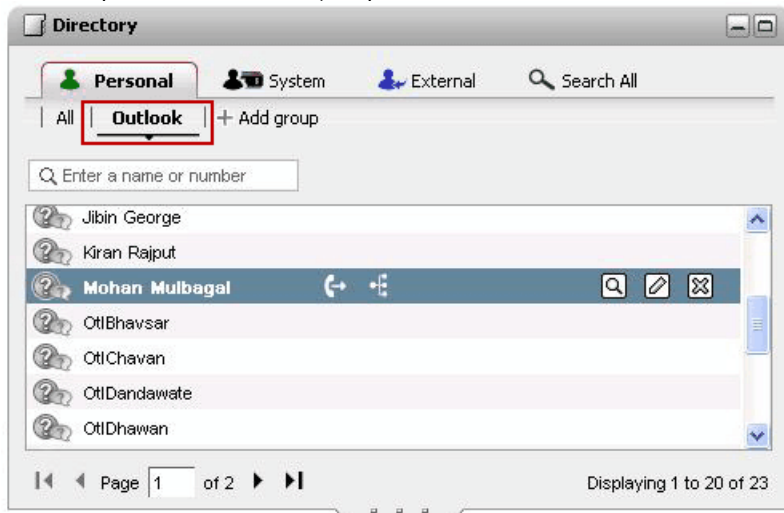 Directory
Personal System External Search All
All Outlook Add group
Enter a name or number
Jibin George
Kiran Rajput
Mohan Mulbagal
OtlBhavsar
OtlChavan
OtlDandawate
OtlDhawan
Page 1 of 2 Displaying 1 to 20 of 23